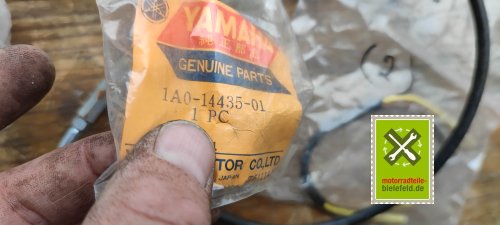 YAMAHA
GENUINE PARTS
1A0-14435-01
1 PC
TOR CO.LTD
JAPAN
motorradteile-
bielefeld.de